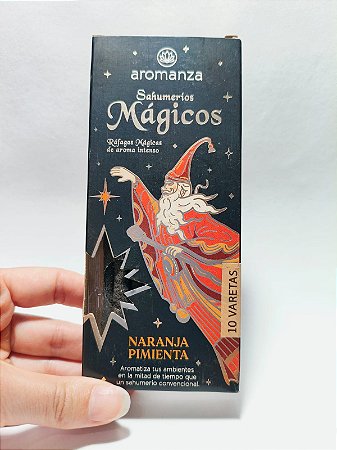 aromanza
Sahumerios
Mágicos
Ráfagas Mágicas
de aroma intenso
10 VARETAS
NARANJA
PIMIENTA
Aromatiza tus ambientes
en la mitad de tiempo que
un sahumerio convencional.